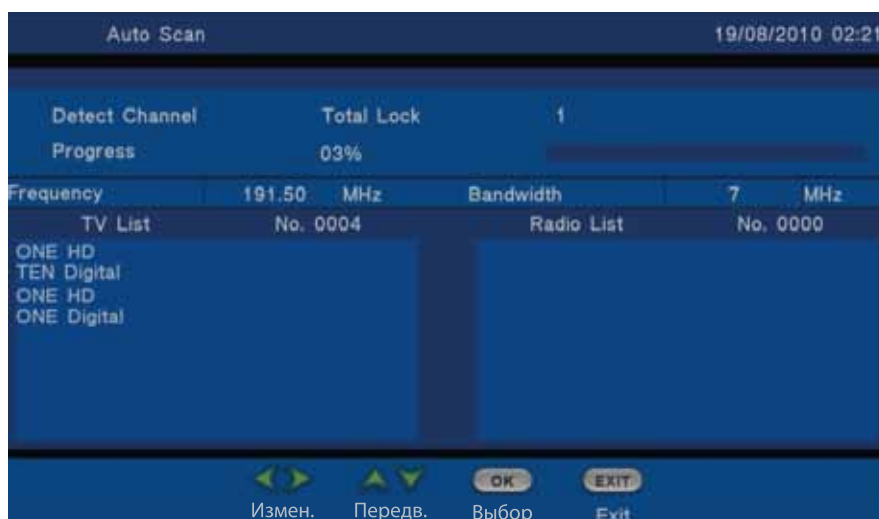 Auto Scan 19/08/2010 02:21
Detect Channel Total Lock 1
Progress 03%
Frequency 191.50 MHz Bandwidth 7 MHz
TV List No. 0004 Radio List No. 0000
ONE HD
TEN Digital
ONE HD
ONE Digital
OK EXIT
Измен. Передв. Выбор Exit